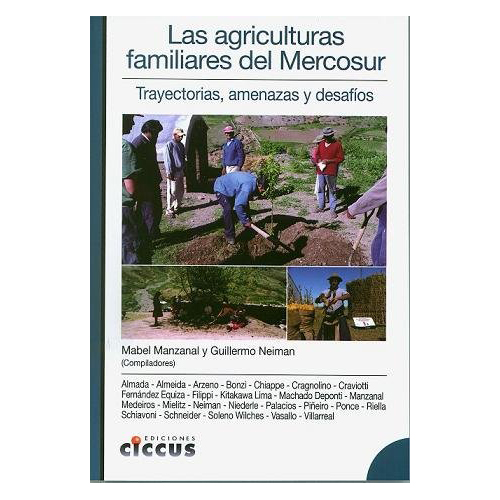 Las agriculturas
familiares del Mercosur
Trayectorias, amenazas y desafíos
Mabel Manzanal y Guillermo Neiman
(Compiladores)
Almada - Almeida - Arzeno - Bonzi - Chiappe - Cragnolino - Craviotti
Fernández Equiza - Filippi - Kitakawa Lima - Machado Deponti - Manzanal
Medeiros - Mielitz - Neiman - Niederle - Palacios - Piñeiro - Ponce - Riella
Schiavoni - Schneider - Soleno Wilches - Vasallo - Villarreal
EDICIONES
CICCUS